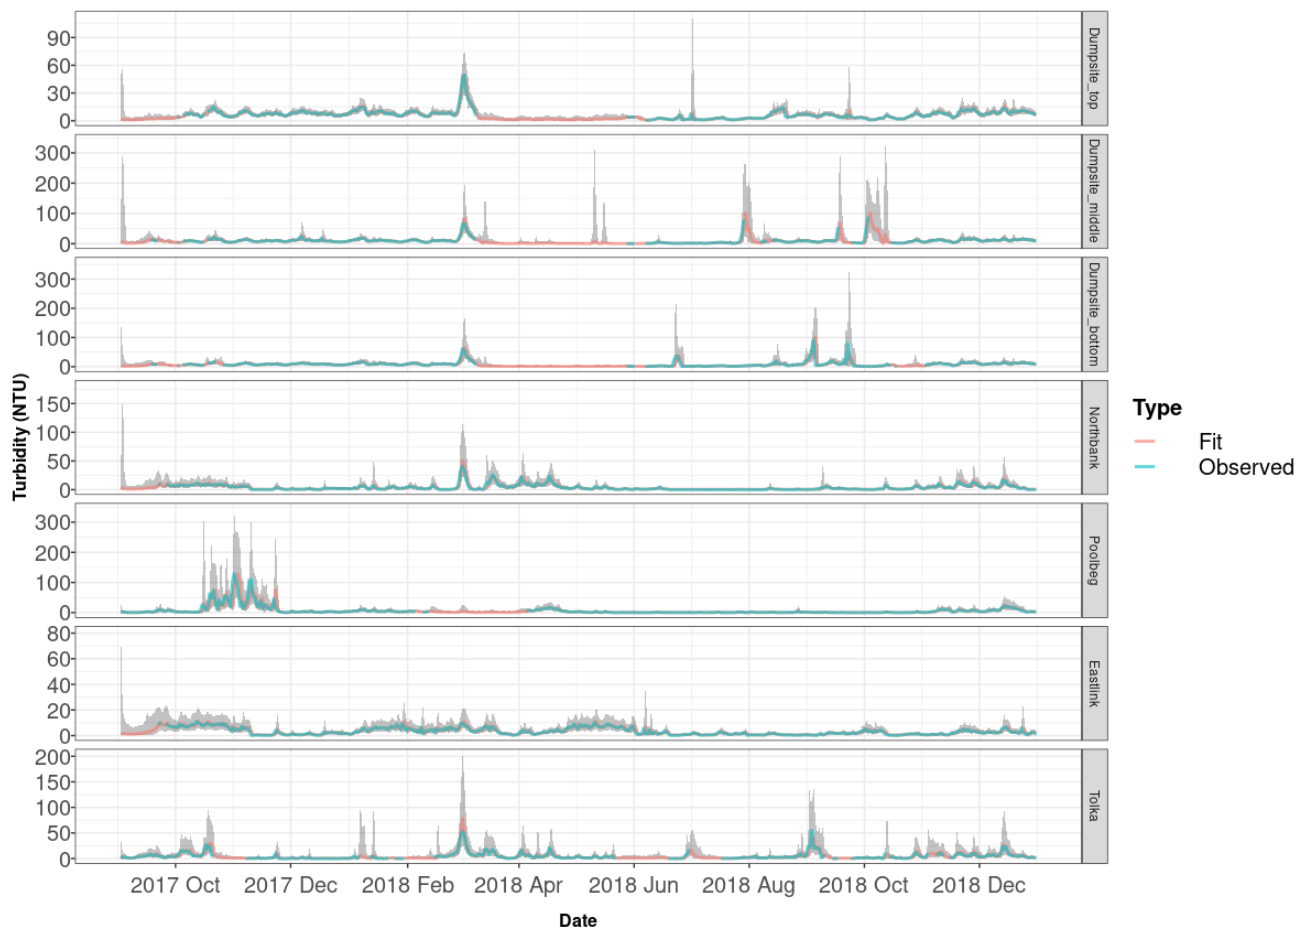 90
60
30
0
Dumpsite_top
300
200
100
0
Dumpsite_middle
300
200
100
0
Dumpsite_bottom
150
100
50
0
Northbank
300
200
100
0
Poolbeg
80
60
40
20
0
Eastlink
200
150
100
50
0
Tolka
Turbidity (NTU)
2017 Oct 2017 Dec 2018 Feb 2018 Apr 2018 Jun 2018 Aug 2018 Oct 2018 Dec
Date
Type
Fit
Observed